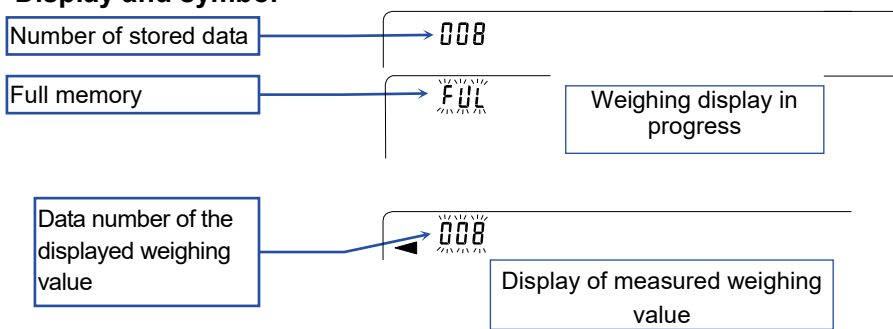 Display and symbol
Number of stored data
008
Full memory
FUL
Weighing display in
progress
Data number of the
displayed weighing
value
008
Display of measured weighing
value